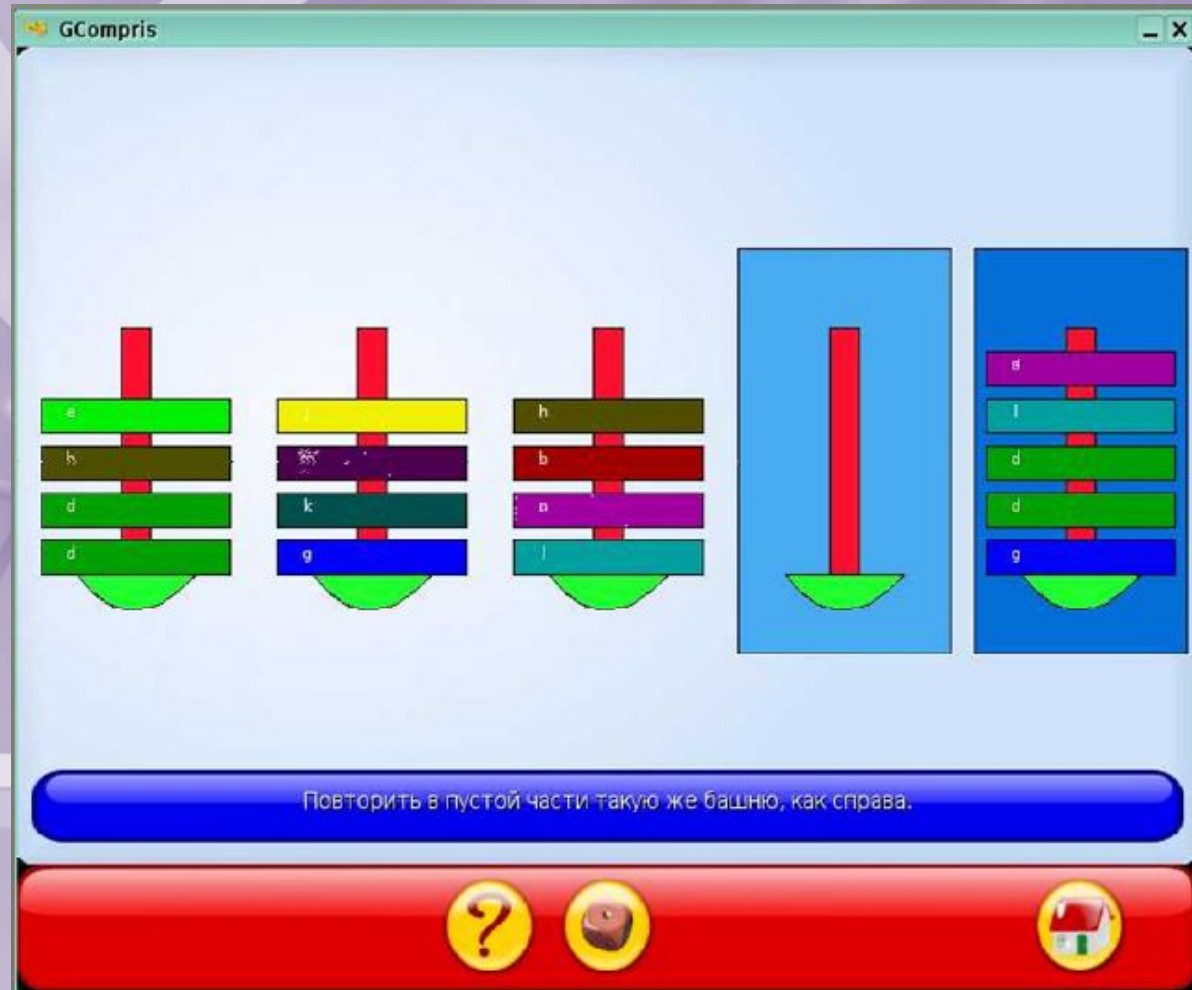 GCompris
e
h
d
d
j
m
k
g
h
b
n
l
l
d
d
g
Повторить в пустой части такую же башню, как справа.